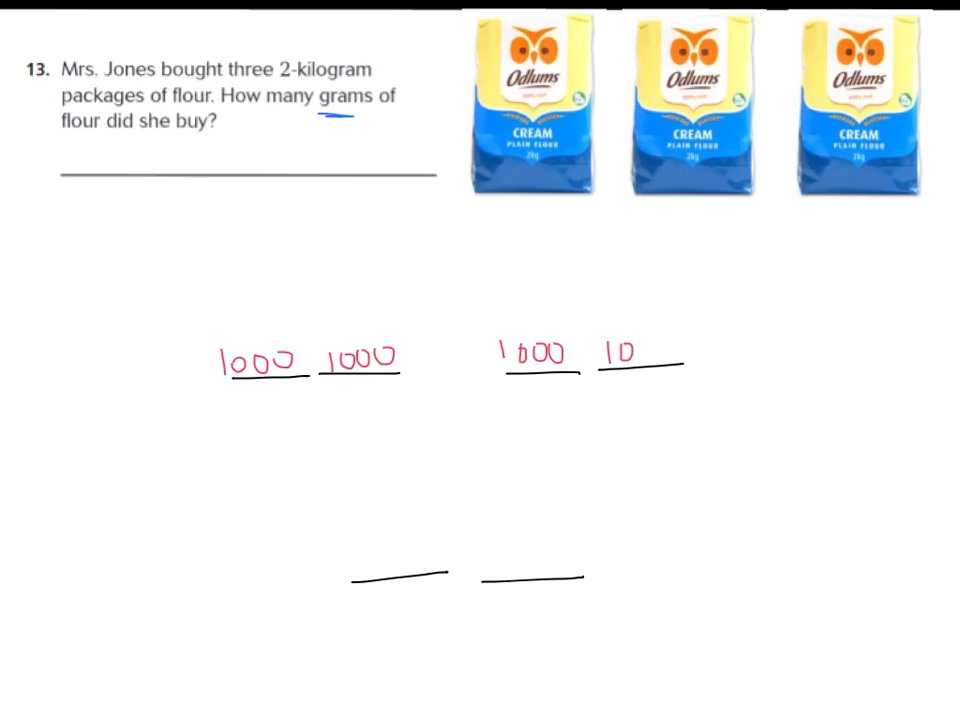 13. Mrs. Jones bought three 2-kilogram
packages of flour. How many grams of
flour did she buy?
Odlums
CREAM
PLAIN FLOUR
2kg
Odlums
CREAM
PLAIN FLOUR
2kg
Odlums
CREAM
PLAIN FLOUR
2kg
1000 1000 1000 10